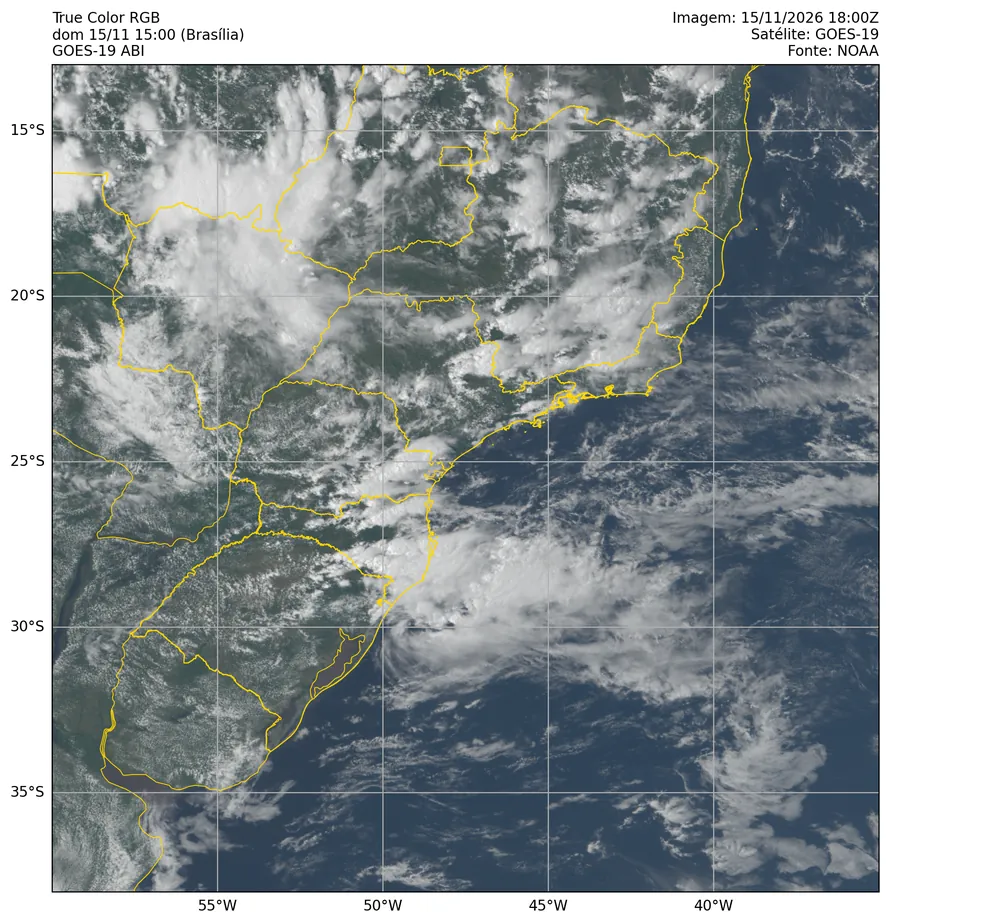 True Color RGB
dom 15/11 15:00 (Brasília)
GOES-19 ABI
Imagem: 15/11/2026 18:00Z
Satélite: GOES-19
Fonte: NOAA
15°S
20°S
25°S
30°S
35°S
55°W
50°W
45°W
40°W